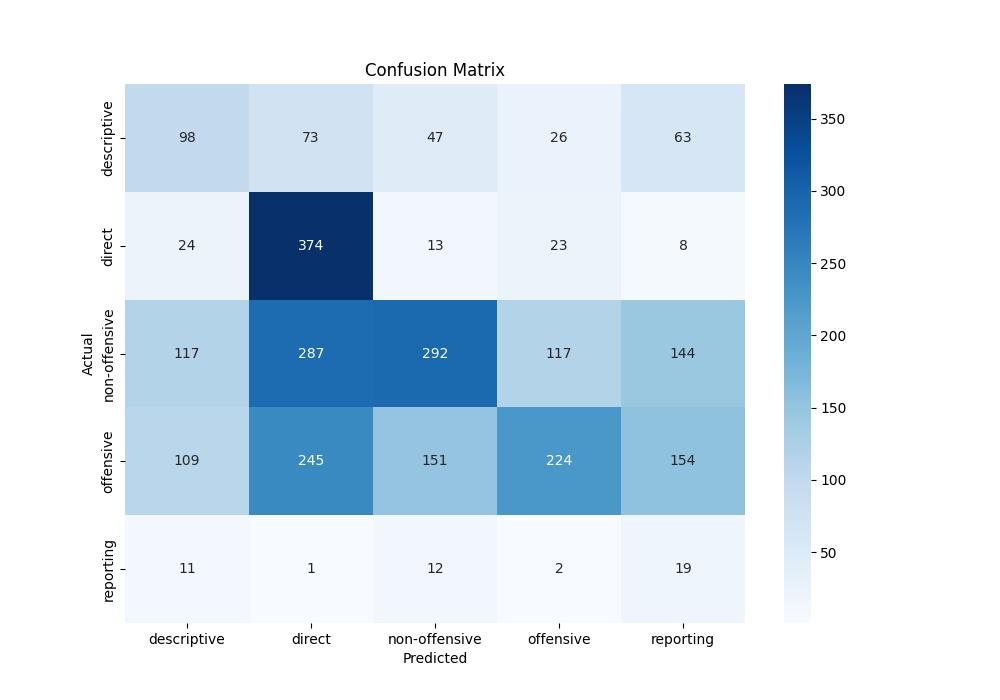 Confusion Matrix
descriptive 98 73 47 26 63
direct 24 374 13 23 8
non-offensive 117 287 292 117 144
offensive 109 245 151 224 154
reporting 11 1 12 2 19
Actual
descriptive direct non-offensive offensive reporting
Predicted
350
300
250
200
150
100
50